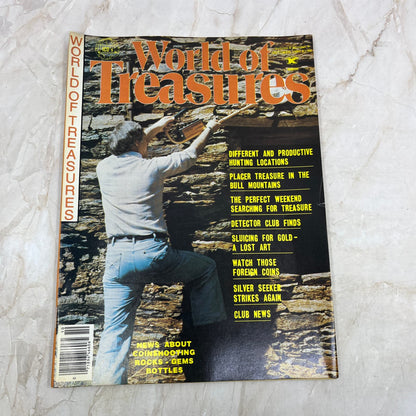 World of
Treasures
WORLD OF TREASURES
DIFFERENT AND PRODUCTIVE
HUNTING LOCATIONS
PLACER TREASURE IN THE
BULL MOUNTAINS
THE PERFECT WEEKEND
SEARCHING FOR TREASURE
DETECTOR CLUB FINDS
SLUICING FOR GOLD-
A LOST ART
WATCH THOSE
FOREIGN COINS
SILVER SEEKER
STRIKES AGAIN
CLUB NEWS
NEWS ABOUT
COINSHOOTING
ROCKS - GEMS
BOTTLES